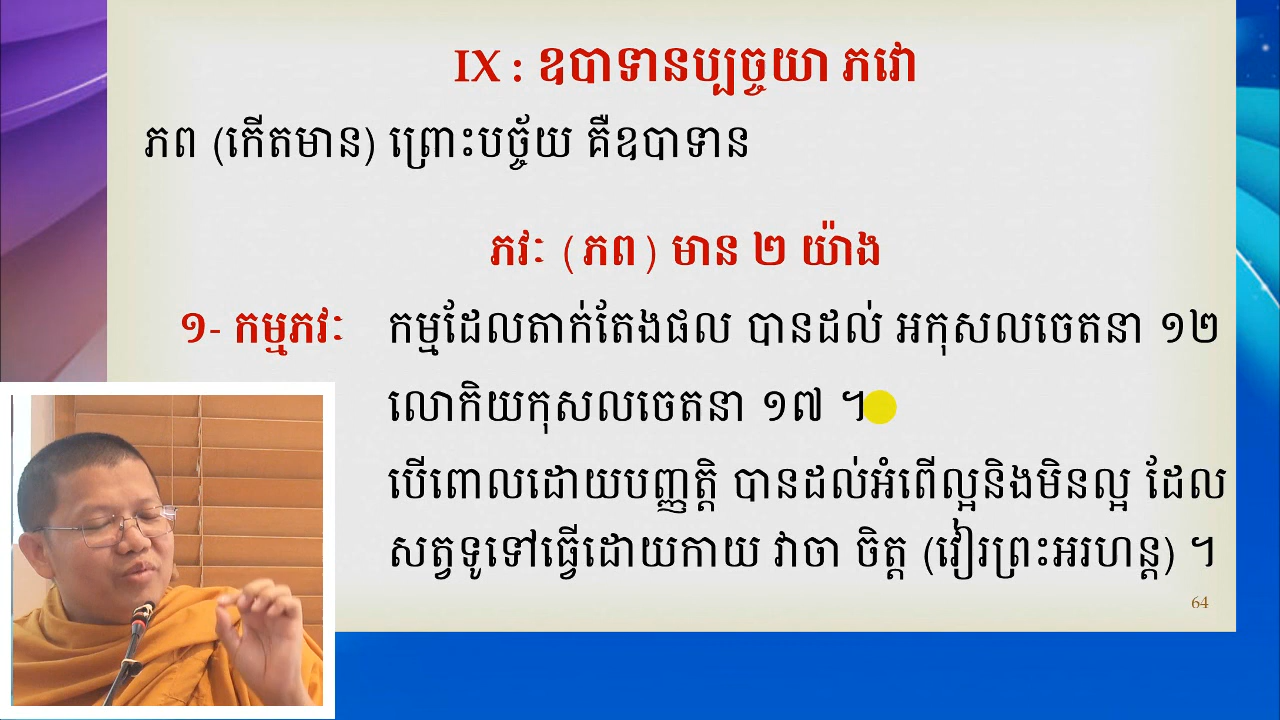 IX : ឧបាទានប្បច្ចយា ភវោ
ភព (កើតមាន) ព្រោះបច្ច័យ គឺឧបាទាន
ភវៈ (ភព) មាន ២ យ៉ាង
១- កម្មភវៈ កម្មដែលតាក់តែងផល បានដល់ អកុសលចេតនា ១២
លោកិយកុសលចេតនា ១៧ ។
បើពោលដោយបញ្ញត្តិ បានដល់អំពើល្អនិងមិនល្អ ដែល
សត្វទូទៅធ្វើដោយកាយ វាចា ចិត្ត (វៀរព្រះអរហន្ត) ។
64